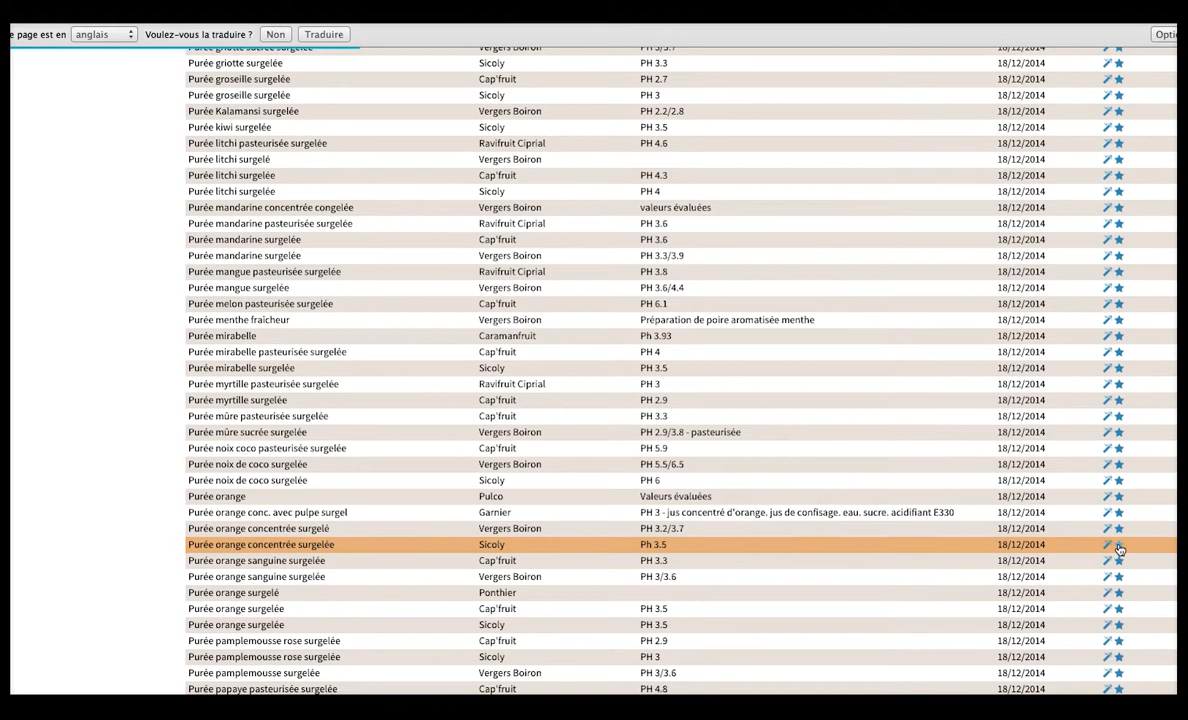 e page est en anglais Voulez-vous la traduire ? Non Traduire Opti
Purée griotte sucrée surgelée Vergers Boiron PH 3/3.7 18/12/2014
Purée griotte surgelée Sicoly PH 3.3 18/12/2014
Purée groseille surgelée Cap'fruit PH 2.7 18/12/2014
Purée groseille surgelée Sicoly PH 3 18/12/2014
Purée Kalamansi surgelée Vergers Boiron PH 2.2/2.8 18/12/2014
Purée kiwi surgelée Sicoly PH 3.5 18/12/2014
Purée litchi pasteurisée surgelée Ravifruit Ciprial PH 4.6 18/12/2014
Purée litchi surgelé Vergers Boiron 18/12/2014
Purée litchi surgelée Cap'fruit PH 4.3 18/12/2014
Purée litchi surgelée Sicoly PH 4 18/12/2014
Purée mandarine concentrée congelée Vergers Boiron valeurs évaluées 18/12/2014
Purée mandarine pasteurisée surgelée Ravifruit Ciprial PH 3.6 18/12/2014
Purée mandarine surgelée Cap'fruit PH 3.6 18/12/2014
Purée mandarine surgelée Vergers Boiron PH 3.3/3.9 18/12/2014
Purée mangue pasteurisée surgelée Ravifruit Ciprial PH 3.8 18/12/2014
Purée mangue surgelée Vergers Boiron PH 3.6/4.4 18/12/2014
Purée melon pasteurisée surgelée Cap'fruit PH 6.1 18/12/2014
Purée menthe fraîcheur Vergers Boiron Préparation de poire aromatisée menthe 18/12/2014
Purée mirabelle Caramanfruit Ph 3.93 18/12/2014
Purée mirabelle pasteurisée surgelée Cap'fruit PH 4 18/12/2014
Purée mirabelle surgelée Sicoly PH 3.5 18/12/2014
Purée myrtille pasteurisée surgelée Ravifruit Ciprial PH 3 18/12/2014
Purée myrtille surgelée Cap'fruit PH 2.9 18/12/2014
Purée mûre pasteurisée surgelée Cap'fruit PH 3.3 18/12/2014
Purée mûre sucrée surgelée Vergers Boiron PH 2.9/3.8 - pasteurisée 18/12/2014
Purée noix coco pasteurisée surgelée Cap'fruit PH 5.9 18/12/2014
Purée noix de coco surgelée Vergers Boiron PH 5.5/6.5 18/12/2014
Purée noix de coco surgelée Sicoly PH 6 18/12/2014
Purée orange Pulco Valeurs évaluées 18/12/2014
Purée orange conc. avec pulpe surgel Garnier PH 3 - jus concentré d'orange. jus de confisage. eau. sucre. acidifiant E330 18/12/2014
Purée orange concentrée surgelé Vergers Boiron PH 3.2/3.7 18/12/2014
Purée orange concentrée surgelée Sicoly Ph 3.5 18/12/2014
Purée orange sanguine surgelée Cap'fruit PH 3.3 18/12/2014
Purée orange sanguine surgelée Vergers Boiron PH 3/3.6 18/12/2014
Purée orange surgelé Ponthier 18/12/2014
Purée orange surgelée Cap'fruit PH 3.5 18/12/2014
Purée orange surgelée Sicoly PH 3.5 18/12/2014
Purée pamplemousse rose surgelée Cap'fruit PH 2.9 18/12/2014
Purée pamplemousse rose surgelée Sicoly PH 3 18/12/2014
Purée pamplemousse surgelée Vergers Boiron PH 3/3.6 18/12/2014
Purée papaye pasteurisée surgelée Cap'fruit PH 4.8 18/12/2014